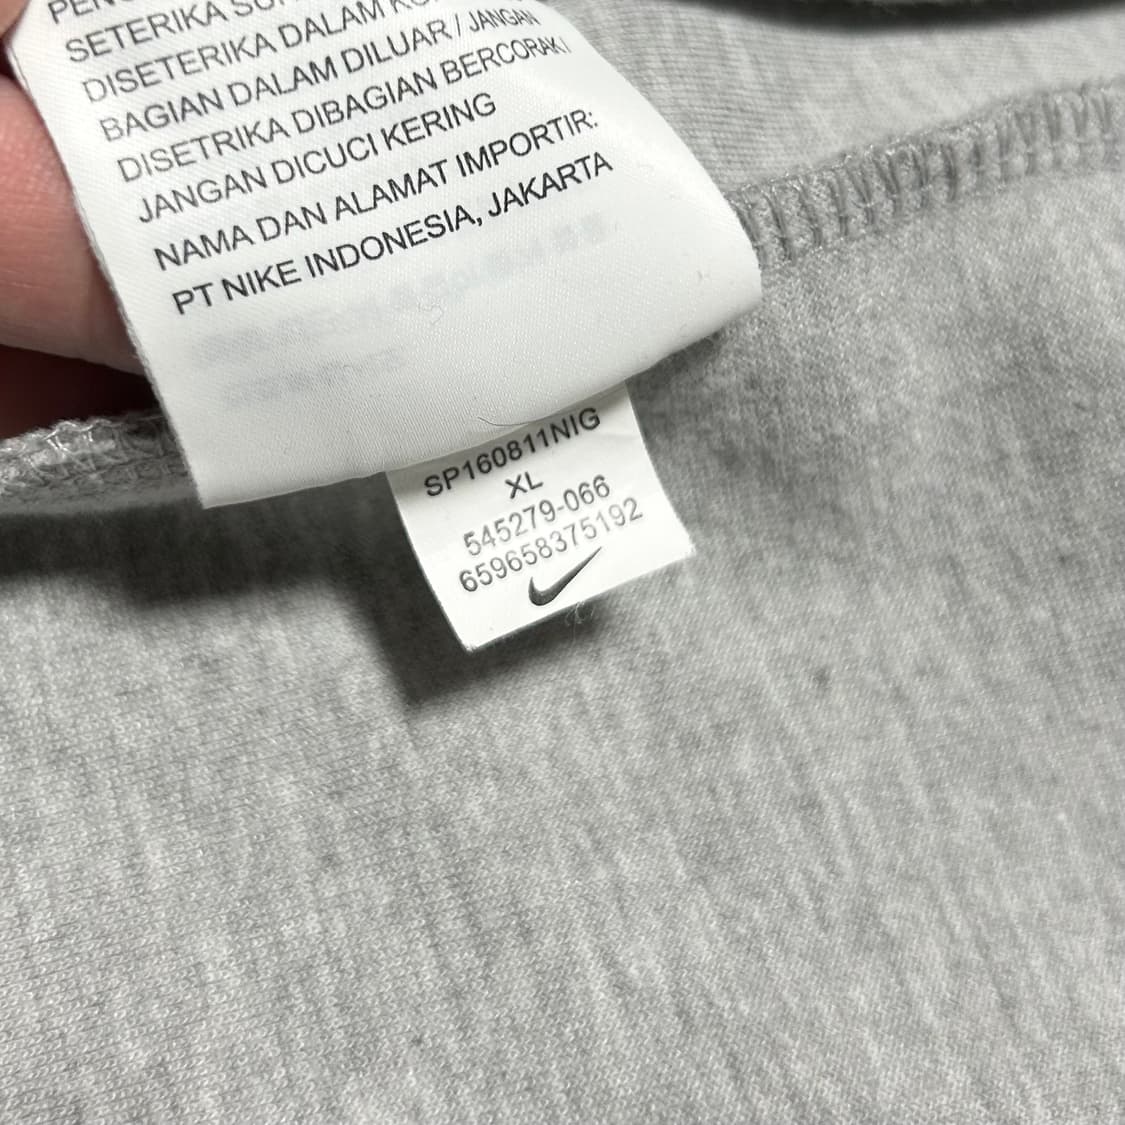 SETERIKA
DISETERIKA DALAM
BAGIAN DALAM DILUAR / JANGAN
DISETRIKA DIBAGIAN BERCORAK /
JANGAN DICUCI KERING
NAMA DAN ALAMAT IMPORTIR:
PT NIKE INDONESIA, JAKARTA
SP160811NIG
XL
545279-066
659658375192